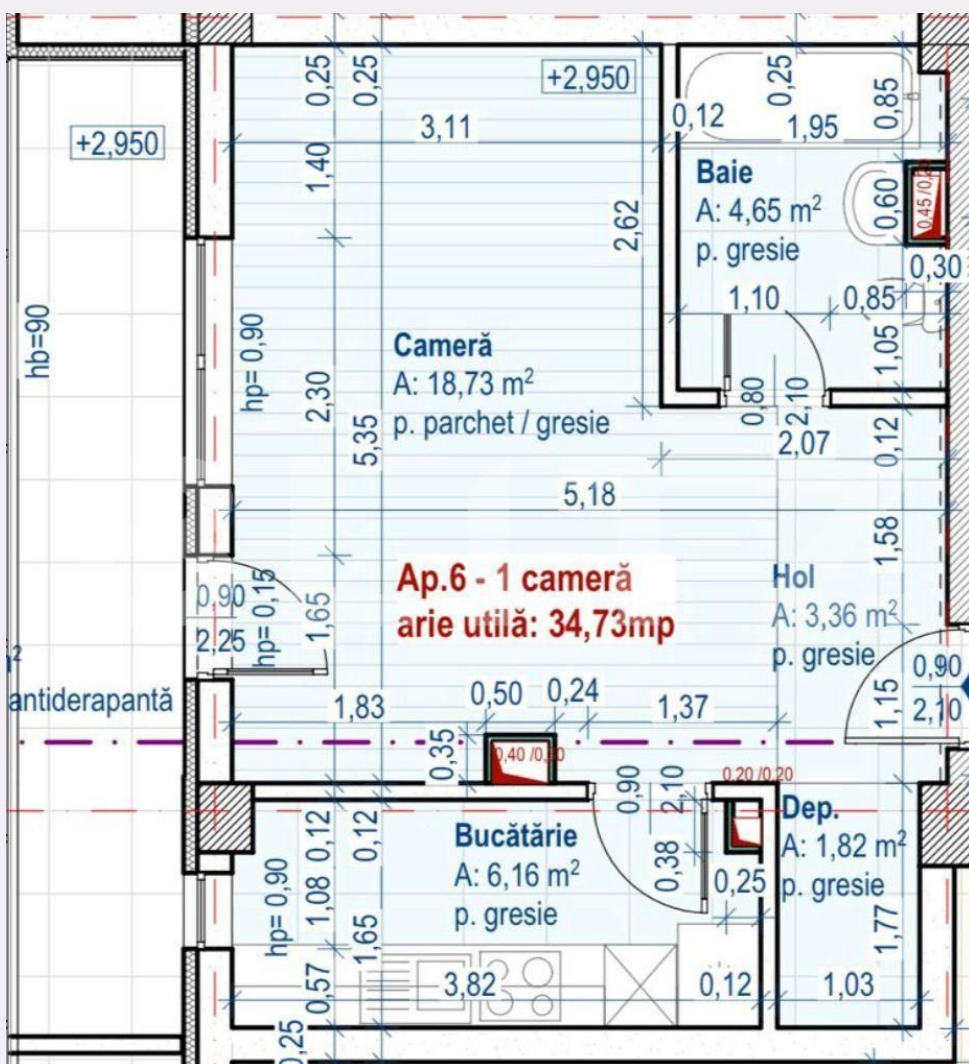 0,25
0,25
+2,950
0,25
0,85
+2,950
3,11
0,12
1,95
1,40
Baie
A: 4,65 m²
p. gresie
0,60
0,45 /0,20
2,62
0,30
1,10
0,85
hb=90
hp= 0,90
2,30
Cameră
A: 18,73 m²
p. parchet / gresie
1,05
0,80
2,10
5,35
2,07
0,12
5,18
1,58
Ap.6 - 1 cameră
arie utilă: 34,73mp
Hol
A: 3,36 m²
p. gresie
0,90
2,25
hp= 0,15
1,65
0,90
2,10
1,15
antiderapantă
1,83
0,50
0,24
1,37
0,35
0,20 /0,20
0,90
2,10
Bucătărie
A: 6,16 m²
p. gresie
Dep.
A: 1,82 m²
p. gresie
0,12
0,12
hp= 0,90
1,08
0,38
0,25
1,65
1,77
0,57
3,82
0,12
1,03
0,25